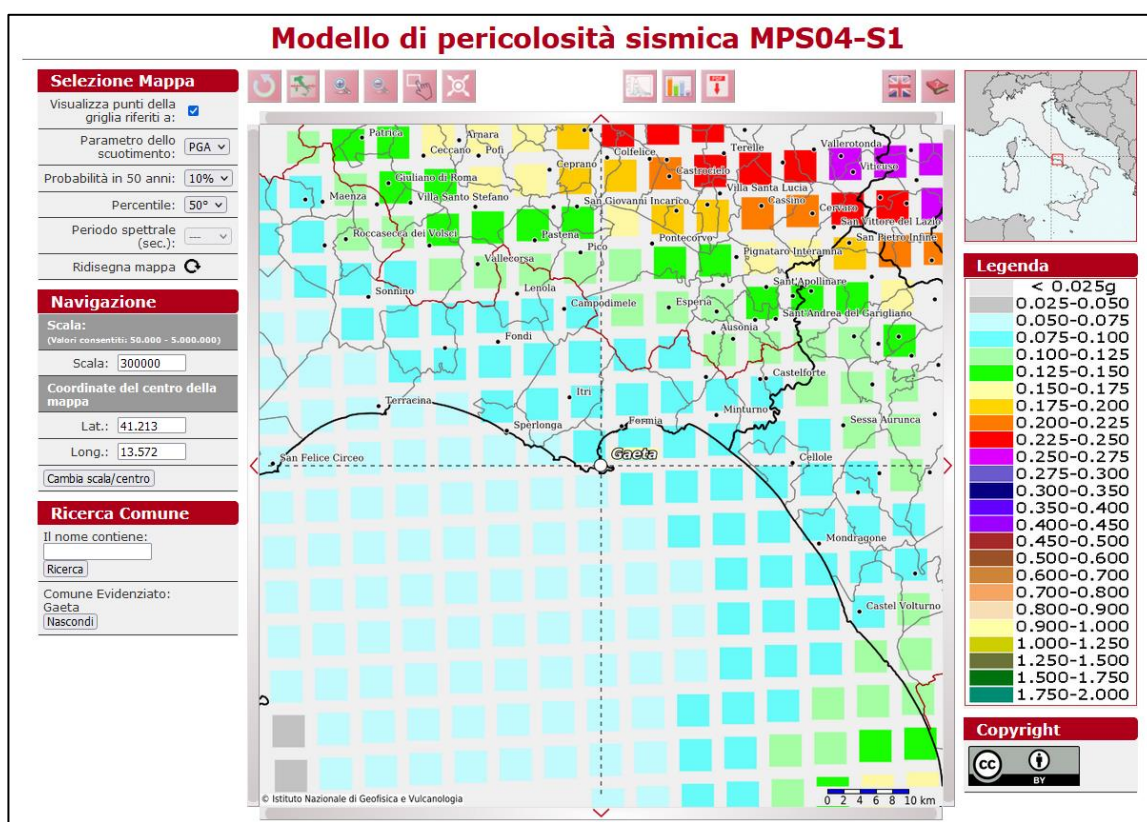 Modello di pericolosità sismica MPS04-S1
Selezione Mappa
Visualizza punti della
griglia riferiti a:
Parametro dello
scuotimento: PGA
Probabilità in 50 anni: 10%
Percentile: 50°
Periodo spettrale
(sec.): ---
Ridisegna mappa
Navigazione
Scala:
(Valori consentiti: 50.000 - 5.000.000)
Scala: 300000
Coordinate del centro della
mappa
Lat.: 41.213
Long.: 13.572
Cambia scala/centro
Ricerca Comune
Il nome contiene:
Ricerca
Comune Evidenziato:
Gaeta
Nascondi
PDF
Patrica
Arnara
Ceccano
Pofi
Ceprano
Colfelice
Terelle
Vallerotonda
Viticuso
Castrocielo
Giuliano di Roma
Villa Santa Lucia
Maenza
Villa Santo Stefano
San Giovanni Incarico
Cassino
Cervaro
San Vittore del Lazio
Roccasecca dei Volsci
Pastena
Pico
Pontecorvo
San Pietro Infine
Pignataro Interamna
Vallecorsa
Sonnino
Lenola
Campodimele
Esperia
Sant'Apollinare
Sant'Andrea del Garigliano
Ausonia
Fondi
Castelforte
Itri
Terracina
Sperlonga
Formia
Minturno
Sessa Aurunca
San Felice Circeo
Gaeta
Cellole
Mondragone
Castel Volturno
© Istituto Nazionale di Geofisica e Vulcanologia
0 2 4 6 8 10 km
Legenda
< 0.025g
0.025-0.050
0.050-0.075
0.075-0.100
0.100-0.125
0.125-0.150
0.150-0.175
0.175-0.200
0.200-0.225
0.225-0.250
0.250-0.275
0.275-0.300
0.300-0.350
0.350-0.400
0.400-0.450
0.450-0.500
0.500-0.600
0.600-0.700
0.700-0.800
0.800-0.900
0.900-1.000
1.000-1.250
1.250-1.500
1.500-1.750
1.750-2.000
Copyright
cc
BY